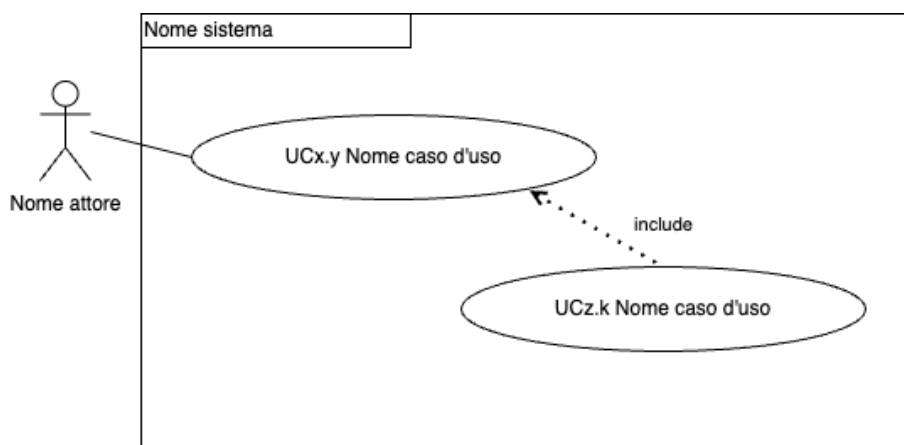 Nome sistema
UCx.y Nome caso d'uso
Nome attore
include
UCz.k Nome caso d'uso